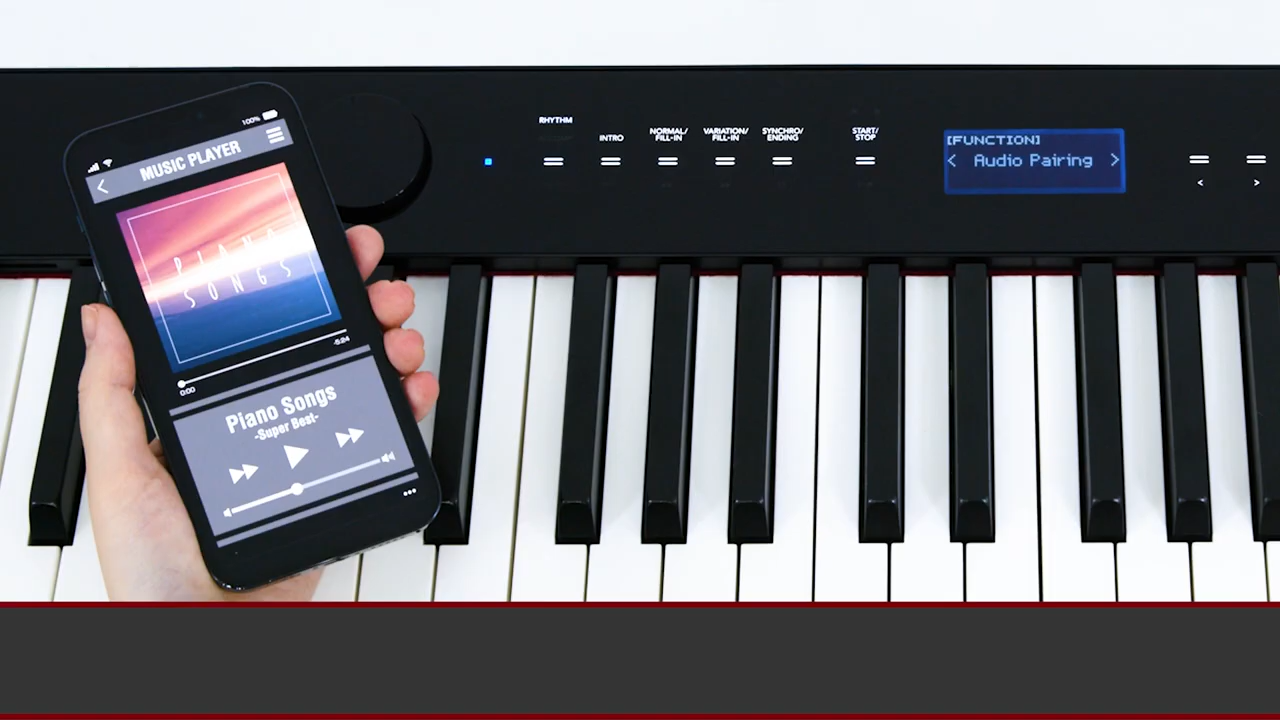 100%
MUSIC PLAYER
PIANO
SONGS
0:00
-5:24
Piano Songs
-Super Best-
RHYTHM
INTRO
NORMAL/
FILL-IN
VARIATION/
FILL-IN
SYNCHRO/
ENDING
START/
STOP
[FUNCTION]
< Audio Pairing >
< >